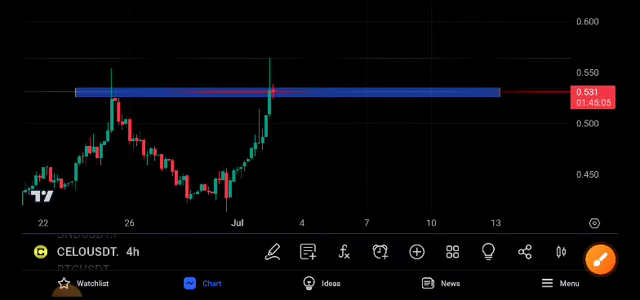 0.600
0.550
0.531
01:45:05
0.500
0.450
22 26 Jul 4 7 10 13
CELOUSDT. 4h
Watchlist Chart Ideas News Menu